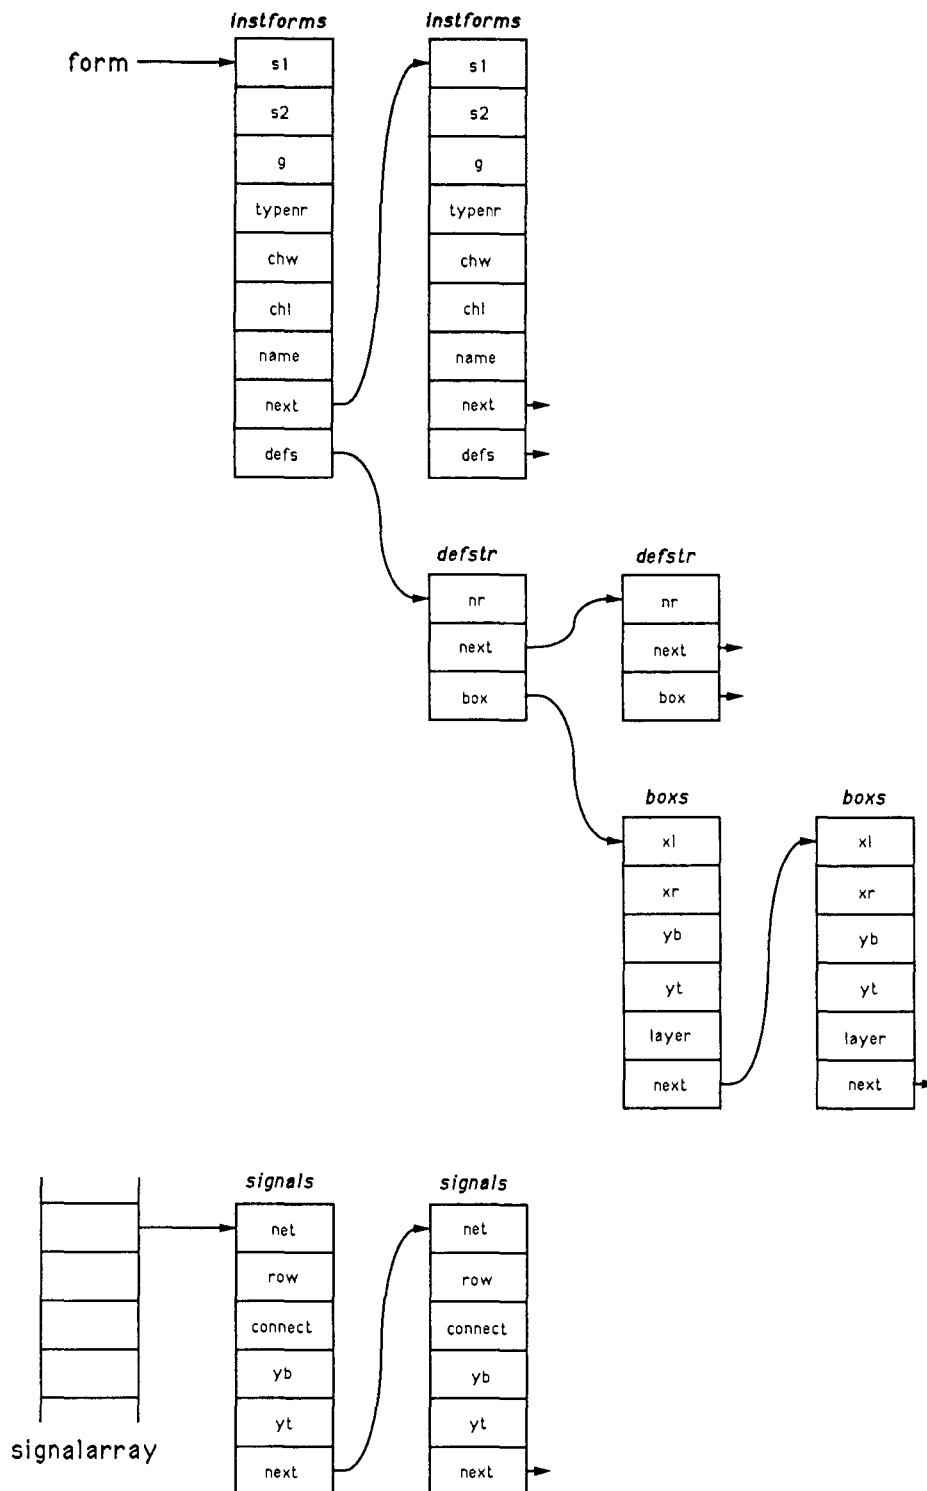 instforms
instforms
form
s1
s2
g
typenr
chw
chl
name
next
defs
s1
s2
g
typenr
chw
chl
name
next
defs
defstr
defstr
nr
next
box
nr
next
box
boxs
boxs
xl
xr
yb
yt
layer
next
xl
xr
yb
yt
layer
next
signals
signals
signalarray
net
row
connect
yb
yt
next
net
row
connect
yb
yt
next